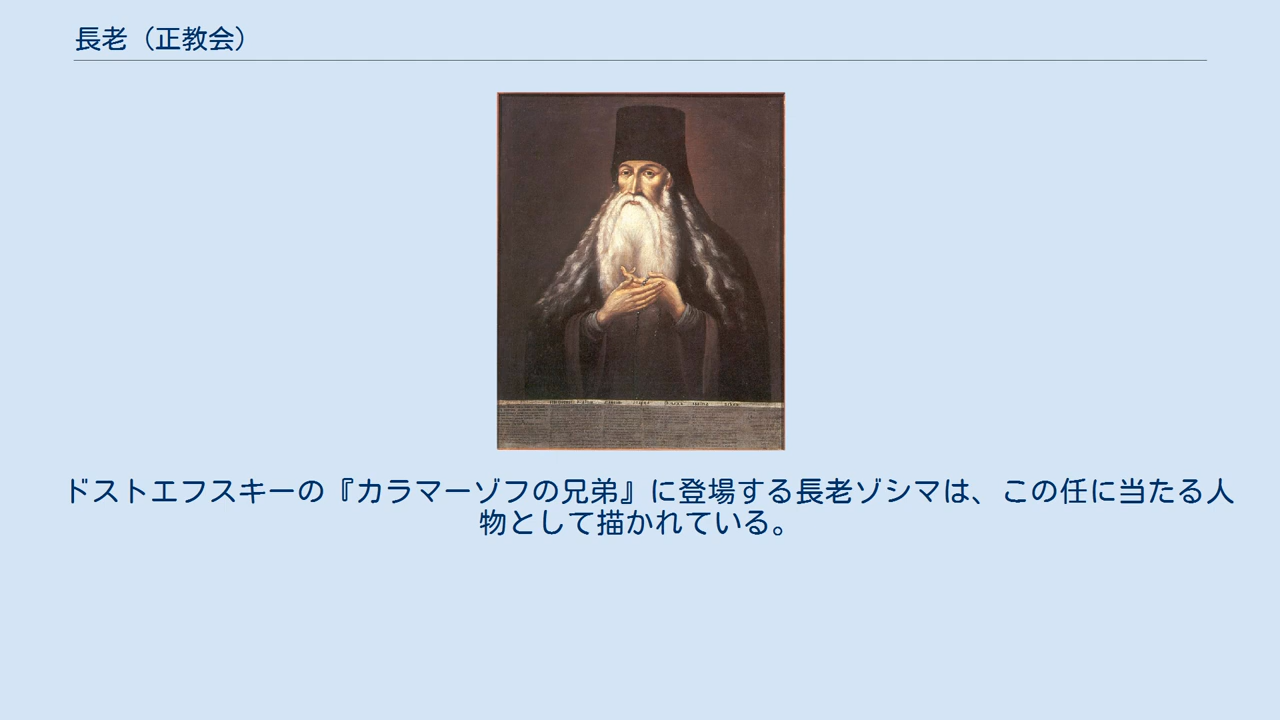 長老（正教会）
ドストエフスキーの『カラマーゾフの兄弟』に登場する長老ゾシマは、この任に当たる人
物として描かれている。